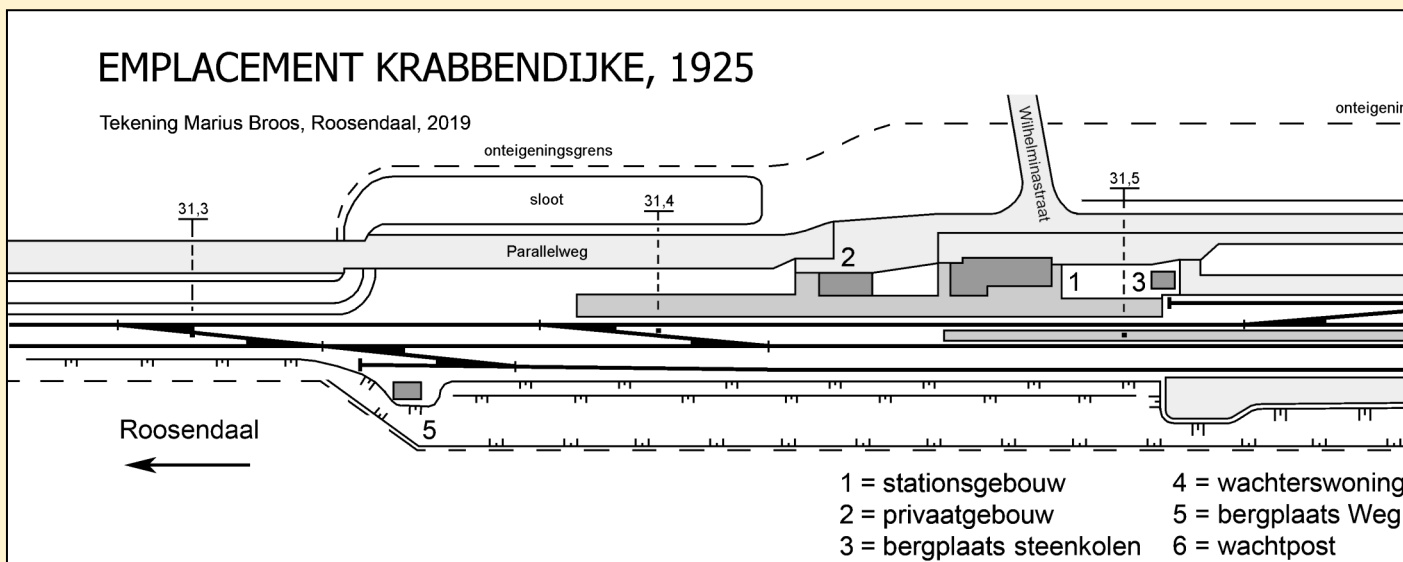 EMPLACEMENT KRABBENDIJKE, 1925
Tekening Marius Broos, Roosendaal, 2019
onteigeningsgrens
sloot
31,3
31,4
31,5
Wilhelminastraat
Parallelweg
2
1
3
5
Roosendaal
1 = stationsgebouw
2 = privaatgebouw
3 = bergplaats steenkolen
4 = wachterswoning
5 = bergplaats Weg
6 = wachtpost